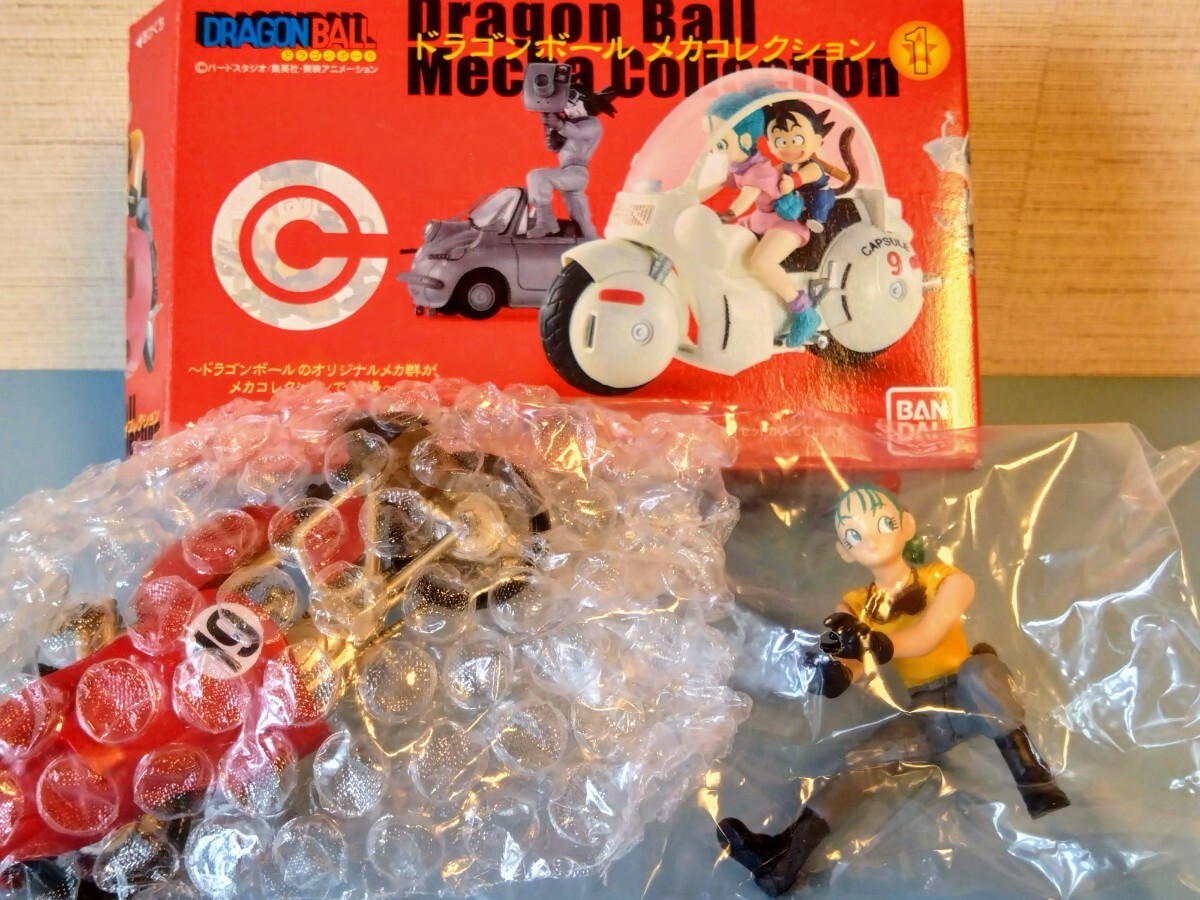 DRAGON BALL
ドラゴンボール
©バードスタジオ/集英社・東映アニメーション
Dragon Ball
ドラゴンボール メカコレクション
1
Mecha Collection
CAPSULE
9
～ドラゴンボールのオリジナルメカ群が
メカコレクションで
BAN
DAI
19